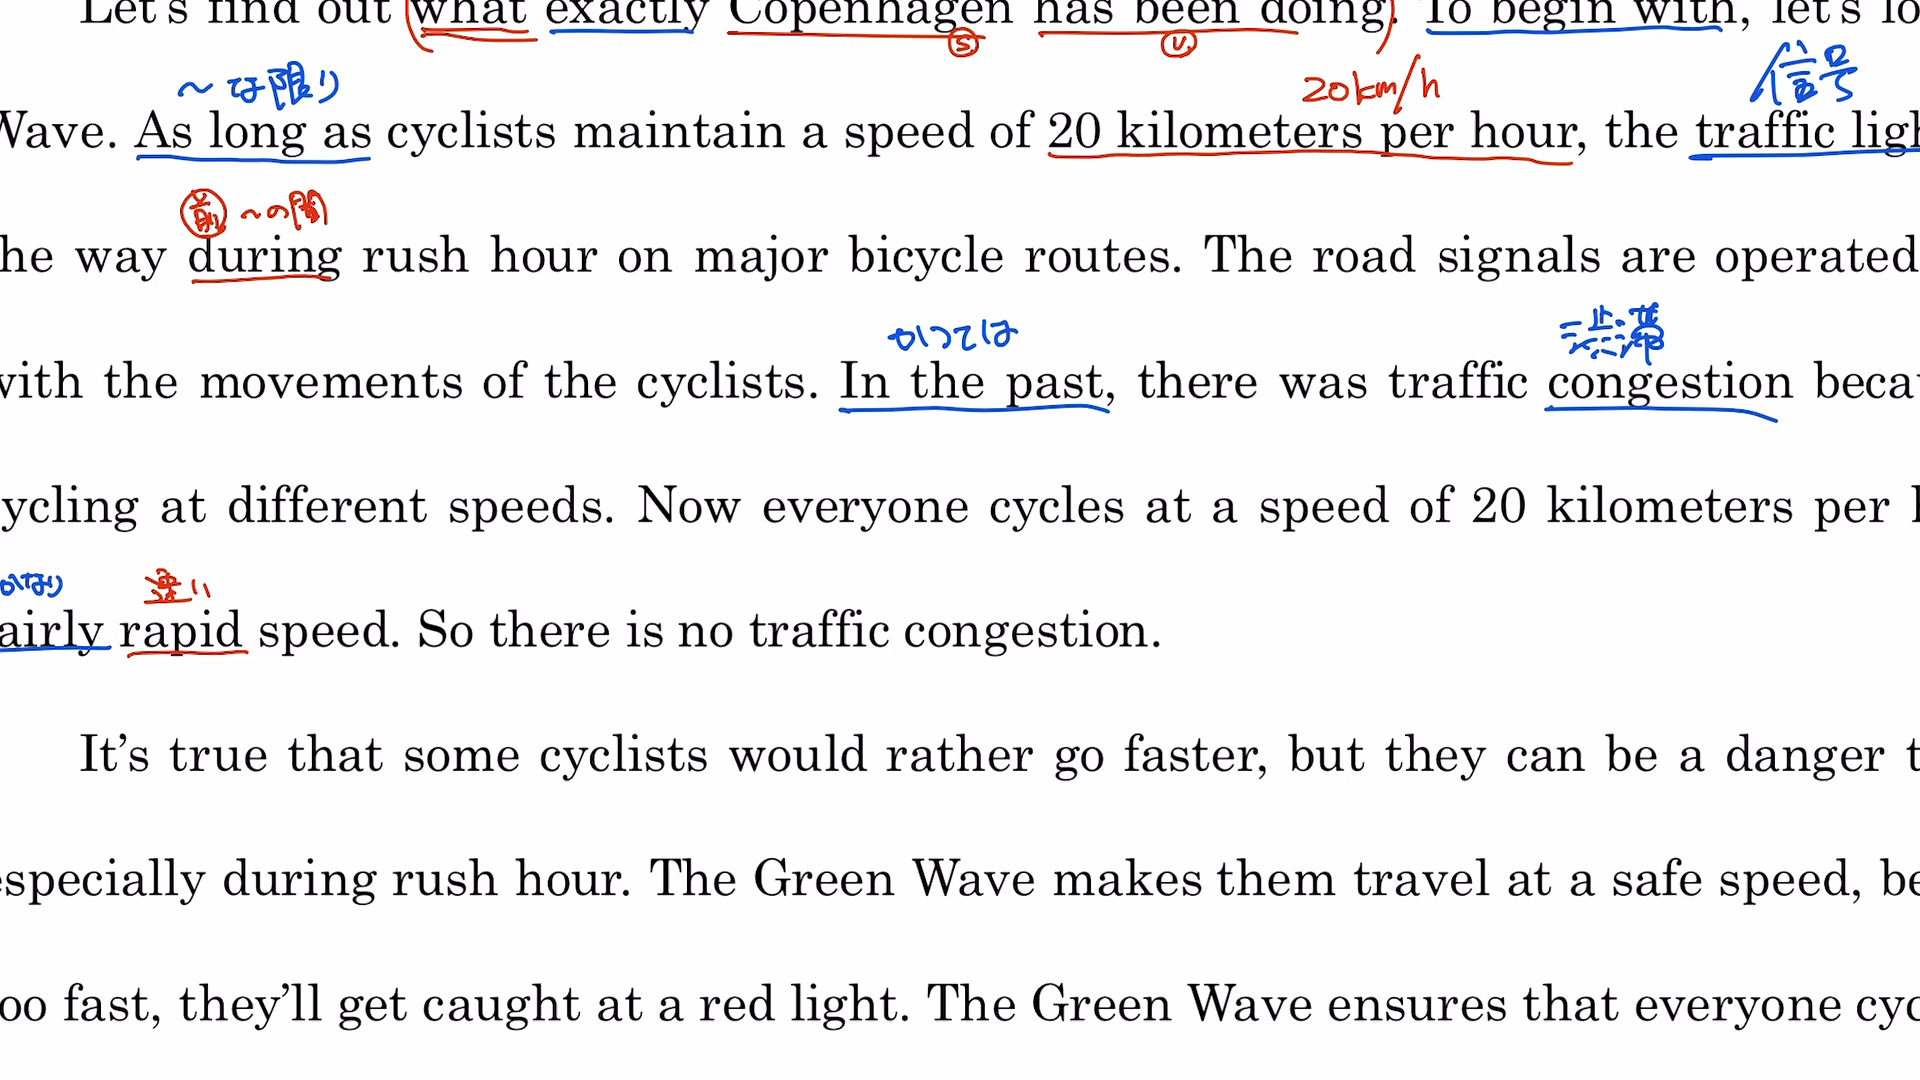 Let's find out (what exactly Copenhagen has been doing). To begin with, let's lo
Ⓢ Ⓥ
~な限り 20km/h 信号
Wave. As long as cyclists maintain a speed of 20 kilometers per hour, the traffic ligh
前 ~の間
he way during rush hour on major bicycle routes. The road signals are operated
かつては 渋滞
with the movements of the cyclists. In the past, there was traffic congestion beca
ycling at different speeds. Now everyone cycles at a speed of 20 kilometers per h
かなり 速い
airly rapid speed. So there is no traffic congestion.
It’s true that some cyclists would rather go faster, but they can be a danger t
especially during rush hour. The Green Wave makes them travel at a safe speed, be
oo fast, they’ll get caught at a red light. The Green Wave ensures that everyone cyc